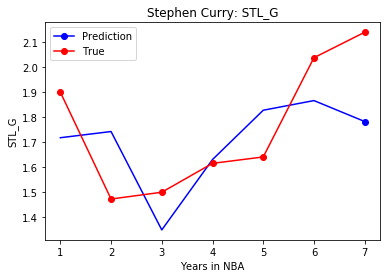 Stephen Curry: STL_G
Prediction
True
2.1
2.0
1.9
1.8
1.7
1.6
1.5
1.4
STL_G
1 2 3 4 5 6 7
Years in NBA